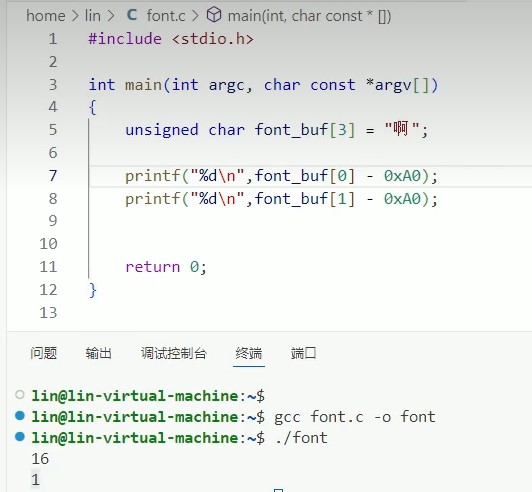 home > lin > C font.c > main(int, char const * [])
1 #include <stdio.h>
2
3 int main(int argc, char const *argv[])
4 {
5 unsigned char font_buf[3] = "啊";
6
7 printf("%d\n",font_buf[0] - 0xA0);
8 printf("%d\n",font_buf[1] - 0xA0);
9
10
11 return 0;
12 }
13
问题 输出 调试控制台 终端 端口
lin@lin-virtual-machine:~$
lin@lin-virtual-machine:~$ gcc font.c -o font
lin@lin-virtual-machine:~$ ./font
16
1